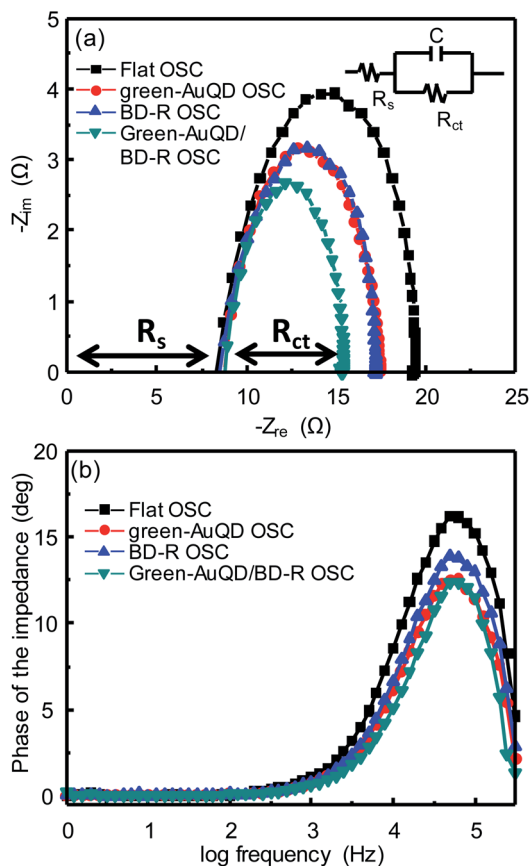 (a)
Flat OSC
green-AuQD OSC
BD-R OSC
Green-AuQD/
BD-R OSC
C
Rs
Rct
Rs
Rct
5
4
3
2
1
0
-Zim (Ω)
0 5 10 15 20 25
-Zre (Ω)
(b)
Flat OSC
green-AuQD OSC
BD-R OSC
Green-AuQD/BD-R OSC
20
15
10
5
0
Phase of the impedance (deg)
0 1 2 3 4 5
log frequency (Hz)